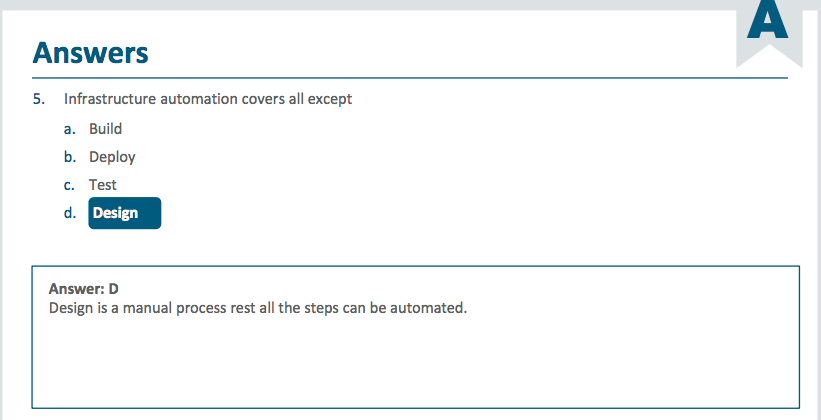 A
Answers
5. Infrastructure automation covers all except
a. Build
b. Deploy
c. Test
d. Design
Answer: D
Design is a manual process rest all the steps can be automated.